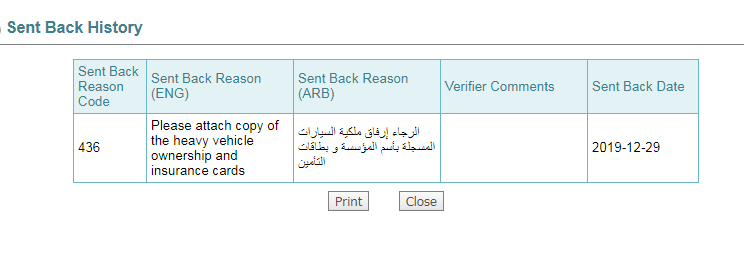 Sent Back History
Sent Back
Reason
Code
Sent Back Reason
(ENG)
Sent Back Reason
(ARB)
Verifier Comments
Sent Back Date
436
Please attach copy of
the heavy vehicle
ownership and
insurance cards
الرجاء إرفاق ملكية السيارات
المسجلة بأسم المؤسسة و بطاقات
التأمين
2019-12-29
Print
Close